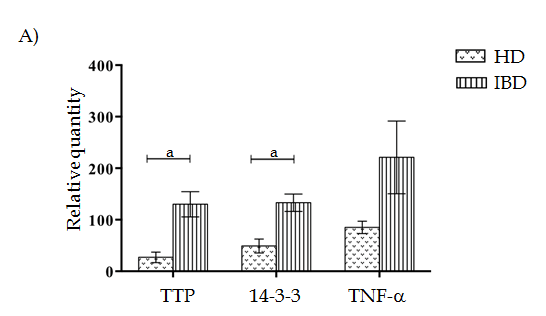 A)
HD
IBD
Relative quantity
400
300
200
100
0
a
a
TTP
14-3-3
TNF-α